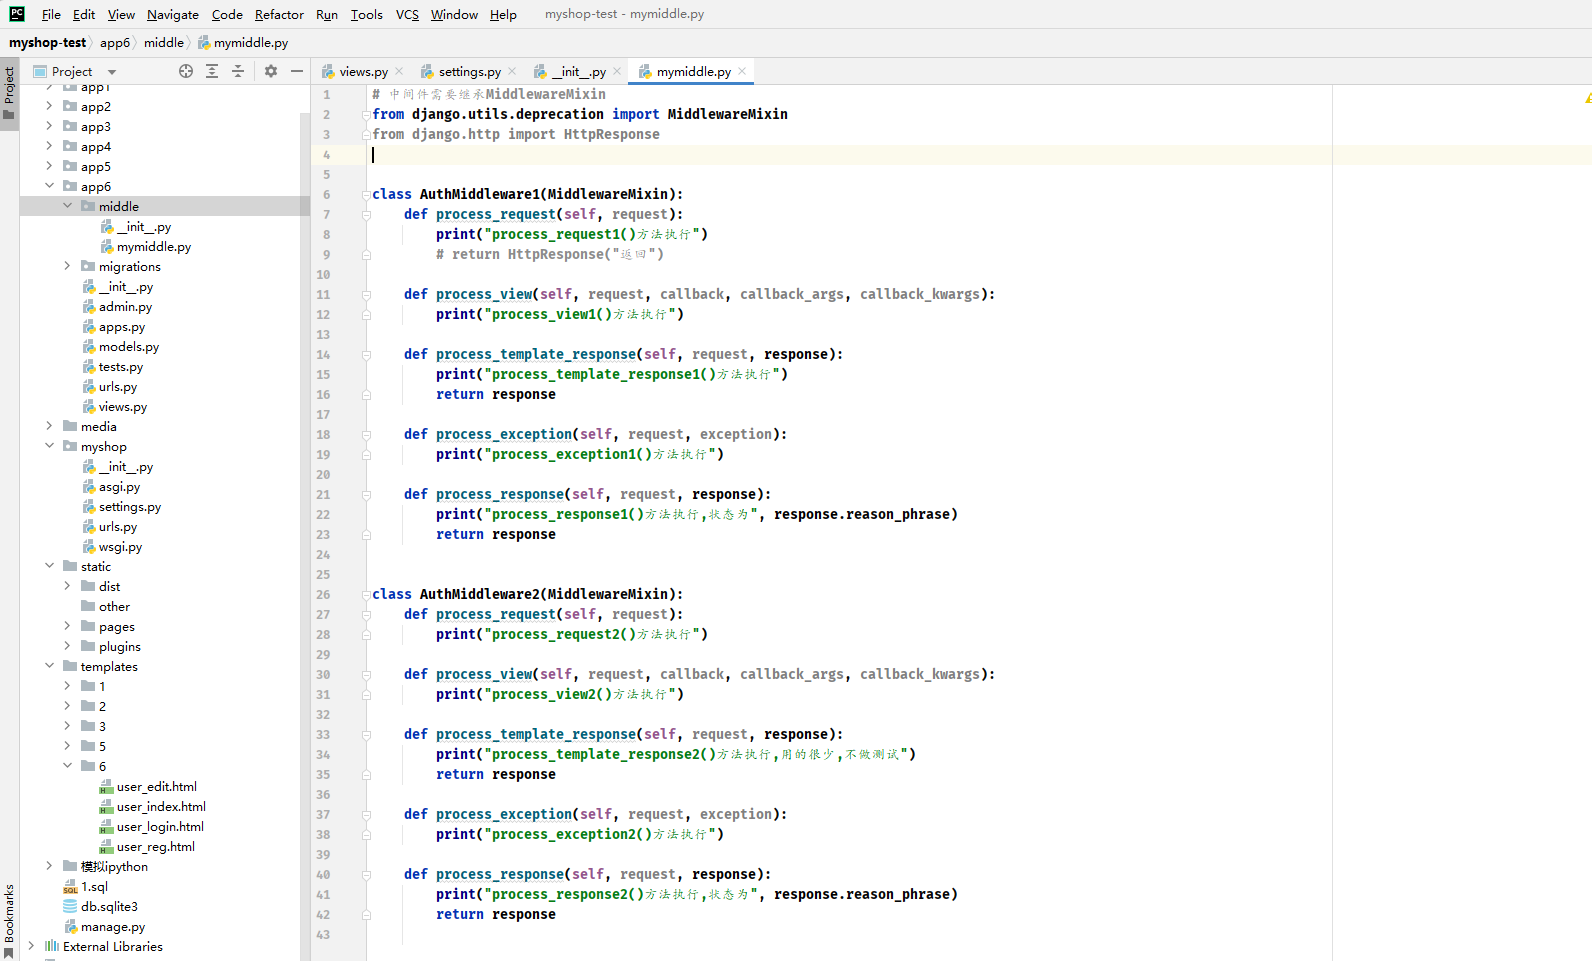 PC File Edit View Navigate Code Refactor Run Tools VCS Window Help myshop-test - mymiddle.py
myshop-test app6 middle mymiddle.py
Project
Project
views.py settings.py __init__.py mymiddle.py
app1
app2
app3
app4
app5
app6
middle
__init__.py
mymiddle.py
migrations
__init__.py
admin.py
apps.py
models.py
tests.py
urls.py
views.py
media
myshop
__init__.py
asgi.py
settings.py
urls.py
wsgi.py
static
dist
other
pages
plugins
templates
1
2
3
5
6
user_edit.html
user_index.html
user_login.html
user_reg.html
模拟ipython
1.sql
db.sqlite3
manage.py
External Libraries
Bookmarks
1 # 中间件需要继承MiddlewareMixin
2 from django.utils.deprecation import MiddlewareMixin
3 from django.http import HttpResponse
4
5
6 class AuthMiddleware1(MiddlewareMixin):
7 def process_request(self, request):
8 print("process_request1()方法执行")
9 # return HttpResponse("返回")
10
11 def process_view(self, request, callback, callback_args, callback_kwargs):
12 print("process_view1()方法执行")
13
14 def process_template_response(self, request, response):
15 print("process_template_response1()方法执行")
16 return response
17
18 def process_exception(self, request, exception):
19 print("process_exception1()方法执行")
20
21 def process_response(self, request, response):
22 print("process_response1()方法执行,状态为", response.reason_phrase)
23 return response
24
25
26 class AuthMiddleware2(MiddlewareMixin):
27 def process_request(self, request):
28 print("process_request2()方法执行")
29
30 def process_view(self, request, callback, callback_args, callback_kwargs):
31 print("process_view2()方法执行")
32
33 def process_template_response(self, request, response):
34 print("process_template_response2()方法执行,用的很少,不做测试")
35 return response
36
37 def process_exception(self, request, exception):
38 print("process_exception2()方法执行")
39
40 def process_response(self, request, response):
41 print("process_response2()方法执行,状态为", response.reason_phrase)
42 return response
43